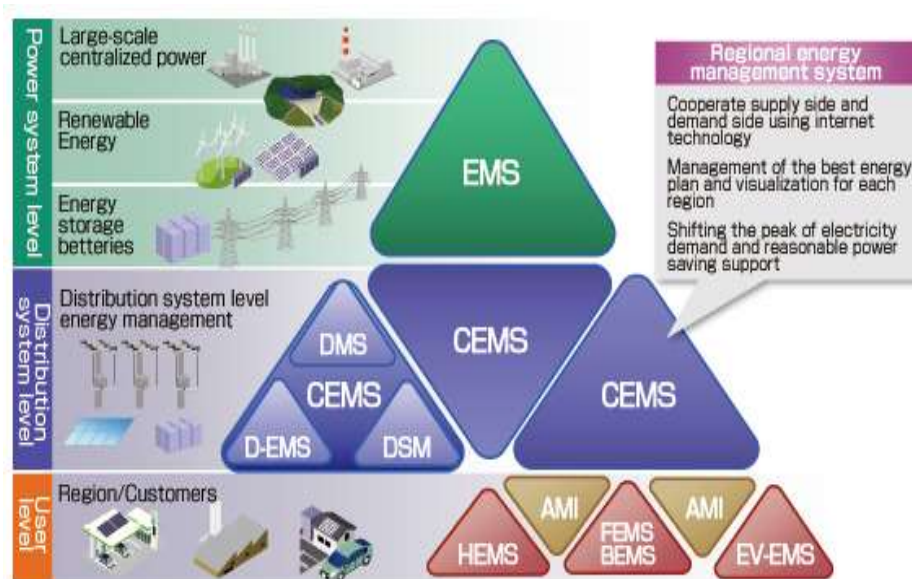 Power system level
Large-scale
centralized power
Renewable
Energy
Energy
storage
betteries
EMS
Regional energy
management system
Cooperate supply side and
demand side using internet
technology
Management of the best energy
plan and visualization for each
region
Shifting the peak of electricity
demand and reasonable power
saving support
Distribution
system level
Distribution system level
energy management
DMS
CEMS
D-EMS
DSM
CEMS
CEMS
User
level
Region/Customers
HEMS
AMI
FEMS
BEMS
AMI
EV-EMS